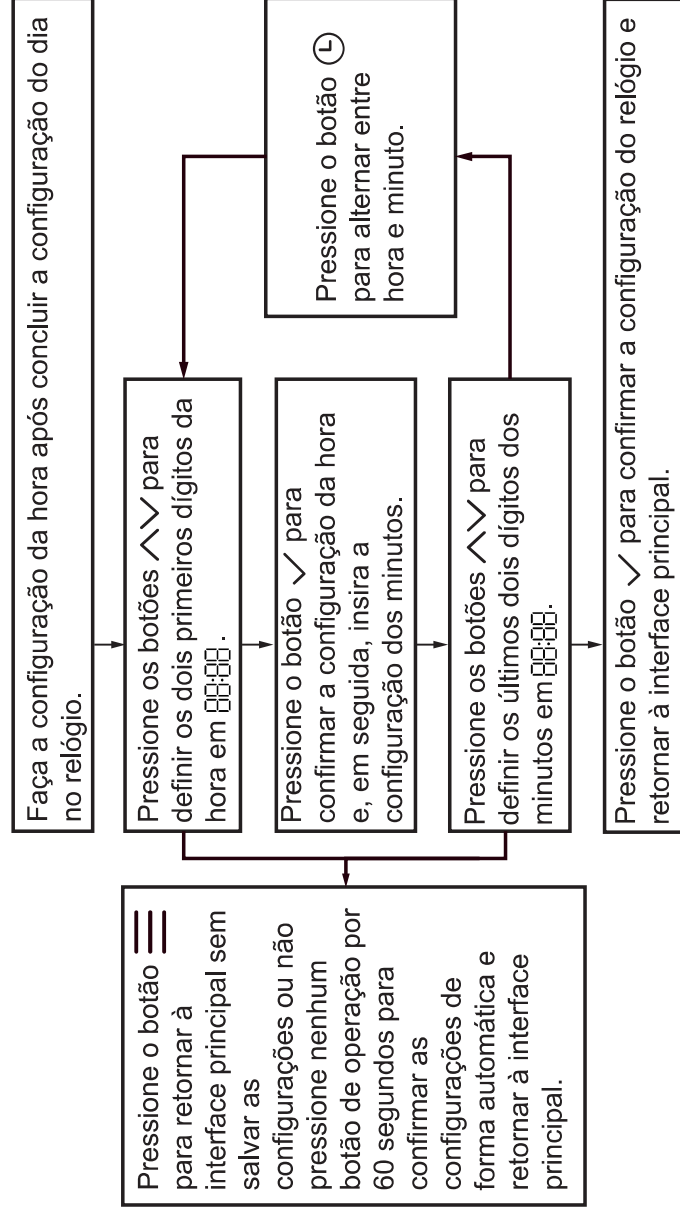 Faça a configuração da hora após concluir a configuração do dia
no relógio.
Pressione os botões ∧∨ para
definir os dois primeiros dígitos da
hora em 88:88.
Pressione o botão ✓ para
confirmar a configuração da hora
e, em seguida, insira a
configuração dos minutos.
Pressione os botões ∧∨ para
definir os últimos dois dígitos dos
minutos em 88:88.
Pressione o botão
para alternar entre
hora e minuto.
Pressione o botão ☰
para retornar à
interface principal sem
salvar as
configurações ou não
pressione nenhum
botão de operação por
60 segundos para
confirmar as
configurações de
forma automática e
retornar à interface
principal.
Pressione o botão ✓ para confirmar a configuração do relógio e
retornar à interface principal.